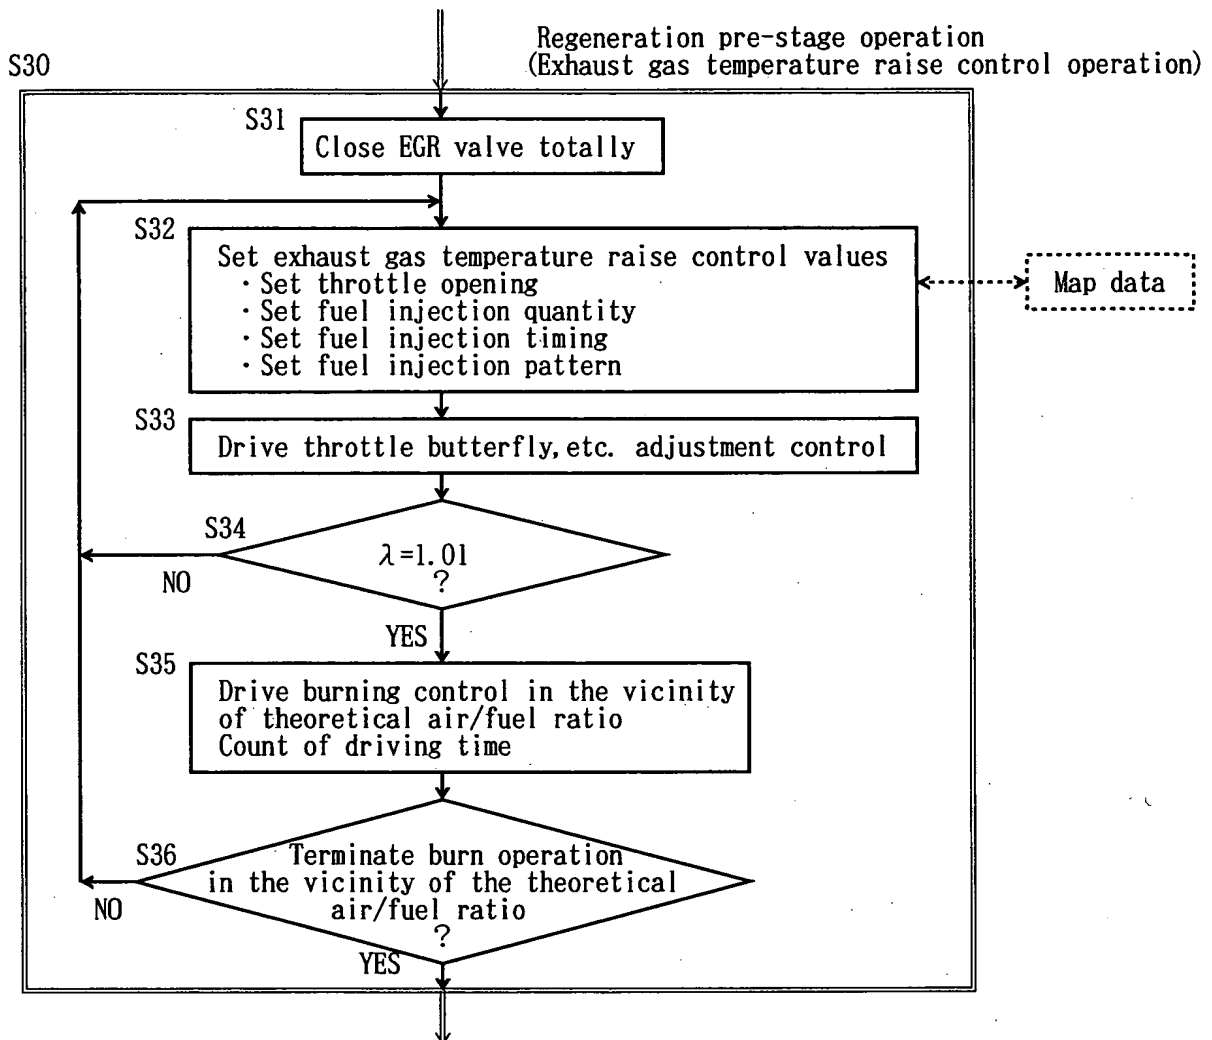 Regeneration pre-stage operation
(Exhaust gas temperature raise control operation)
S30
S31
Close EGR valve totally
S32
Set exhaust gas temperature raise control values
・Set throttle opening
・Set fuel injection quantity
・Set fuel injection timing
・Set fuel injection pattern
Map data
S33
Drive throttle butterfly,etc. adjustment control
S34
λ=1.01
?
NO
YES
S35
Drive burning control in the vicinity
of theoretical air/fuel ratio
Count of driving time
S36
Terminate burn operation
in the vicinity of the theoretical
air/fuel ratio
?
NO
YES